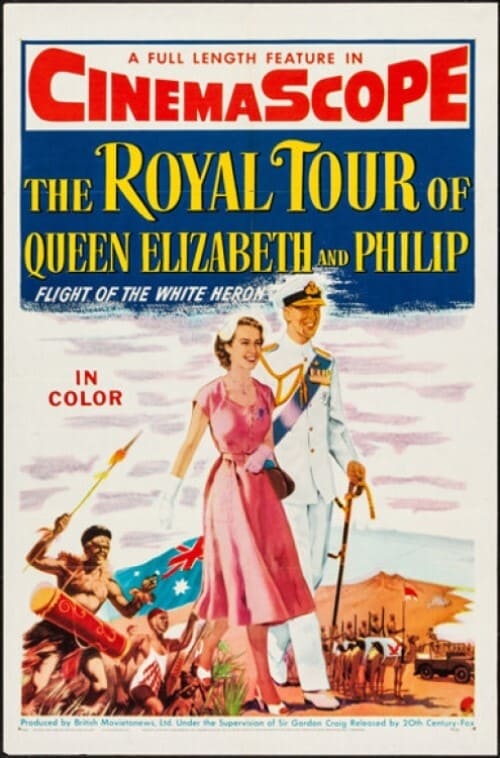 A FULL LENGTH FEATURE IN
CINEMASCOPE
THE ROYAL TOUR OF
QUEEN ELIZABETH AND PHILIP
FLIGHT OF THE WHITE HERON
IN
COLOR
Produced by British Movietonews, Ltd. Under the Supervision of Sir Gordon Craig Released by 20th Century-Fox